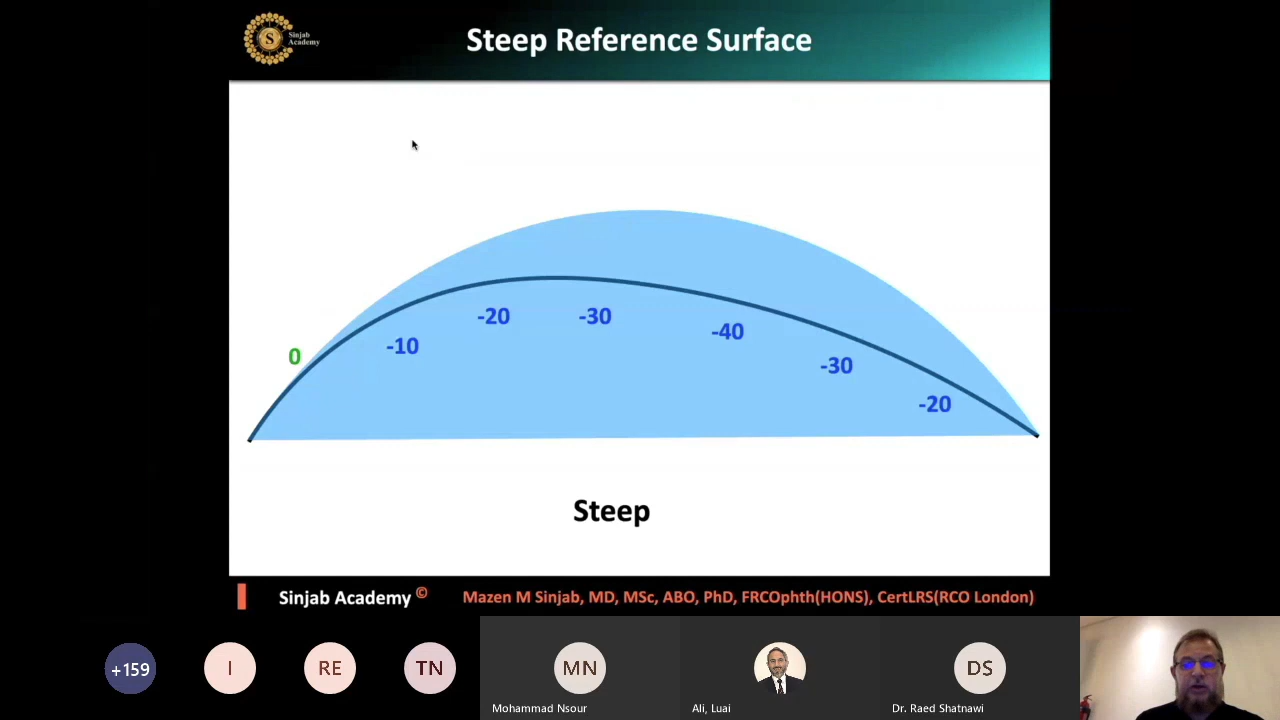 S
Sinjab
Academy
Steep Reference Surface
0
-10
-20
-30
-40
-30
-20
Steep
Sinjab Academy ©
Mazen M Sinjab, MD, MSc, ABO, PhD, FRCOphth(HONS), CertLRS(RCO London)
+159
I
RE
TN
MN
DS
Mohammad Nsour
Ali, Luai
Dr. Raed Shatnawi